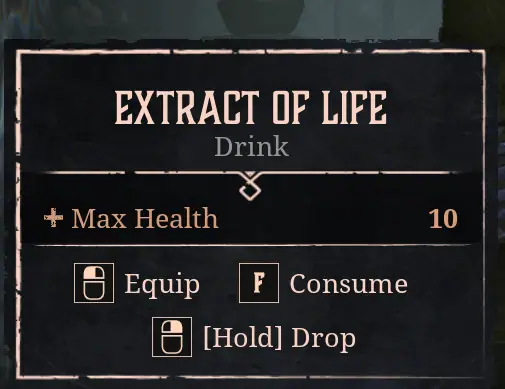 EXTRACT OF LIFE
Drink
Max Health 10
Equip F Consume
[Hold] Drop